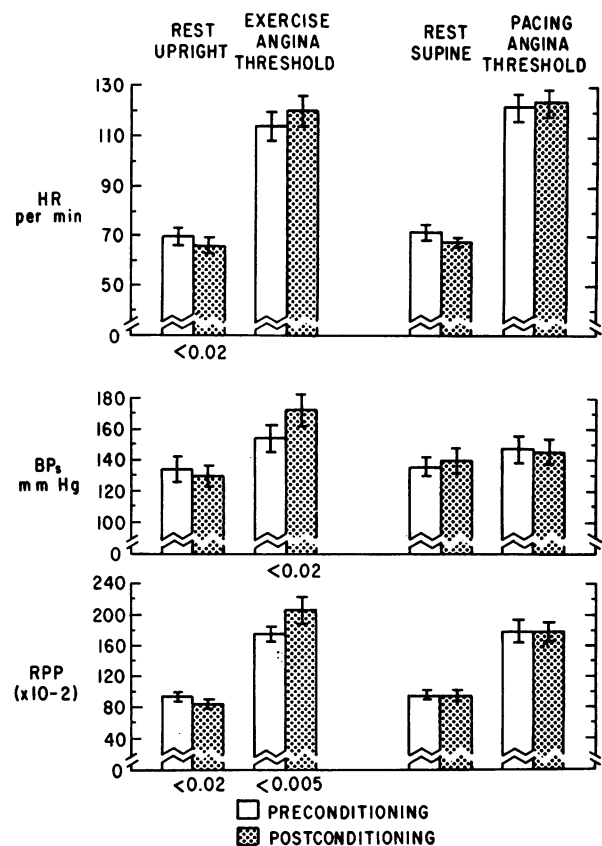 REST UPRIGHT
EXERCISE ANGINA THRESHOLD
REST SUPINE
PACING ANGINA THRESHOLD
HR per min
130
110
90
70
50
0
<0.02
BPs mm Hg
180
160
140
120
100
0
<0.02
RPP (x10-2)
240
200
160
120
80
40
0
<0.02
<0.005
PRECONDITIONING
POSTCONDITIONING